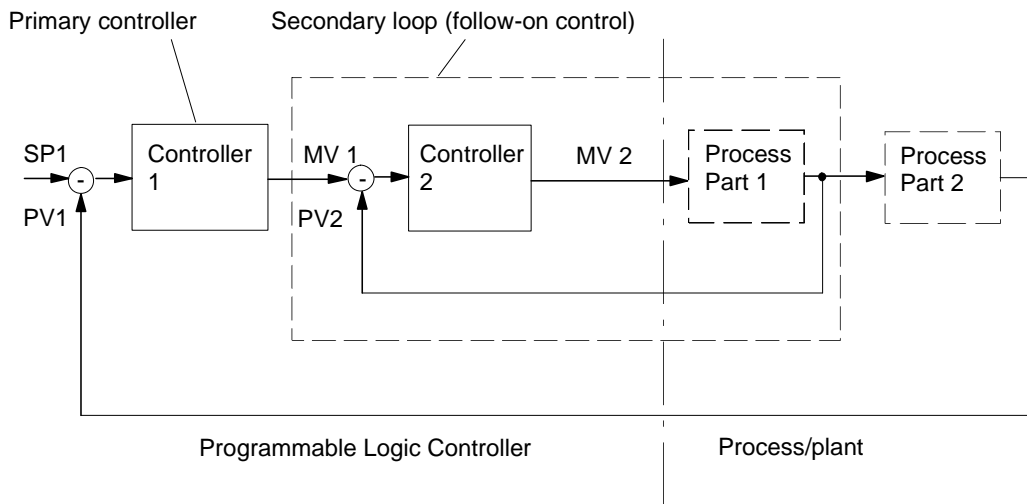 Primary controller
Secondary loop (follow-on control)
SP1
-
PV1
Controller
1
MV 1
-
PV2
Controller
2
MV 2
Process
Part 1
Process
Part 2
Programmable Logic Controller
Process/plant